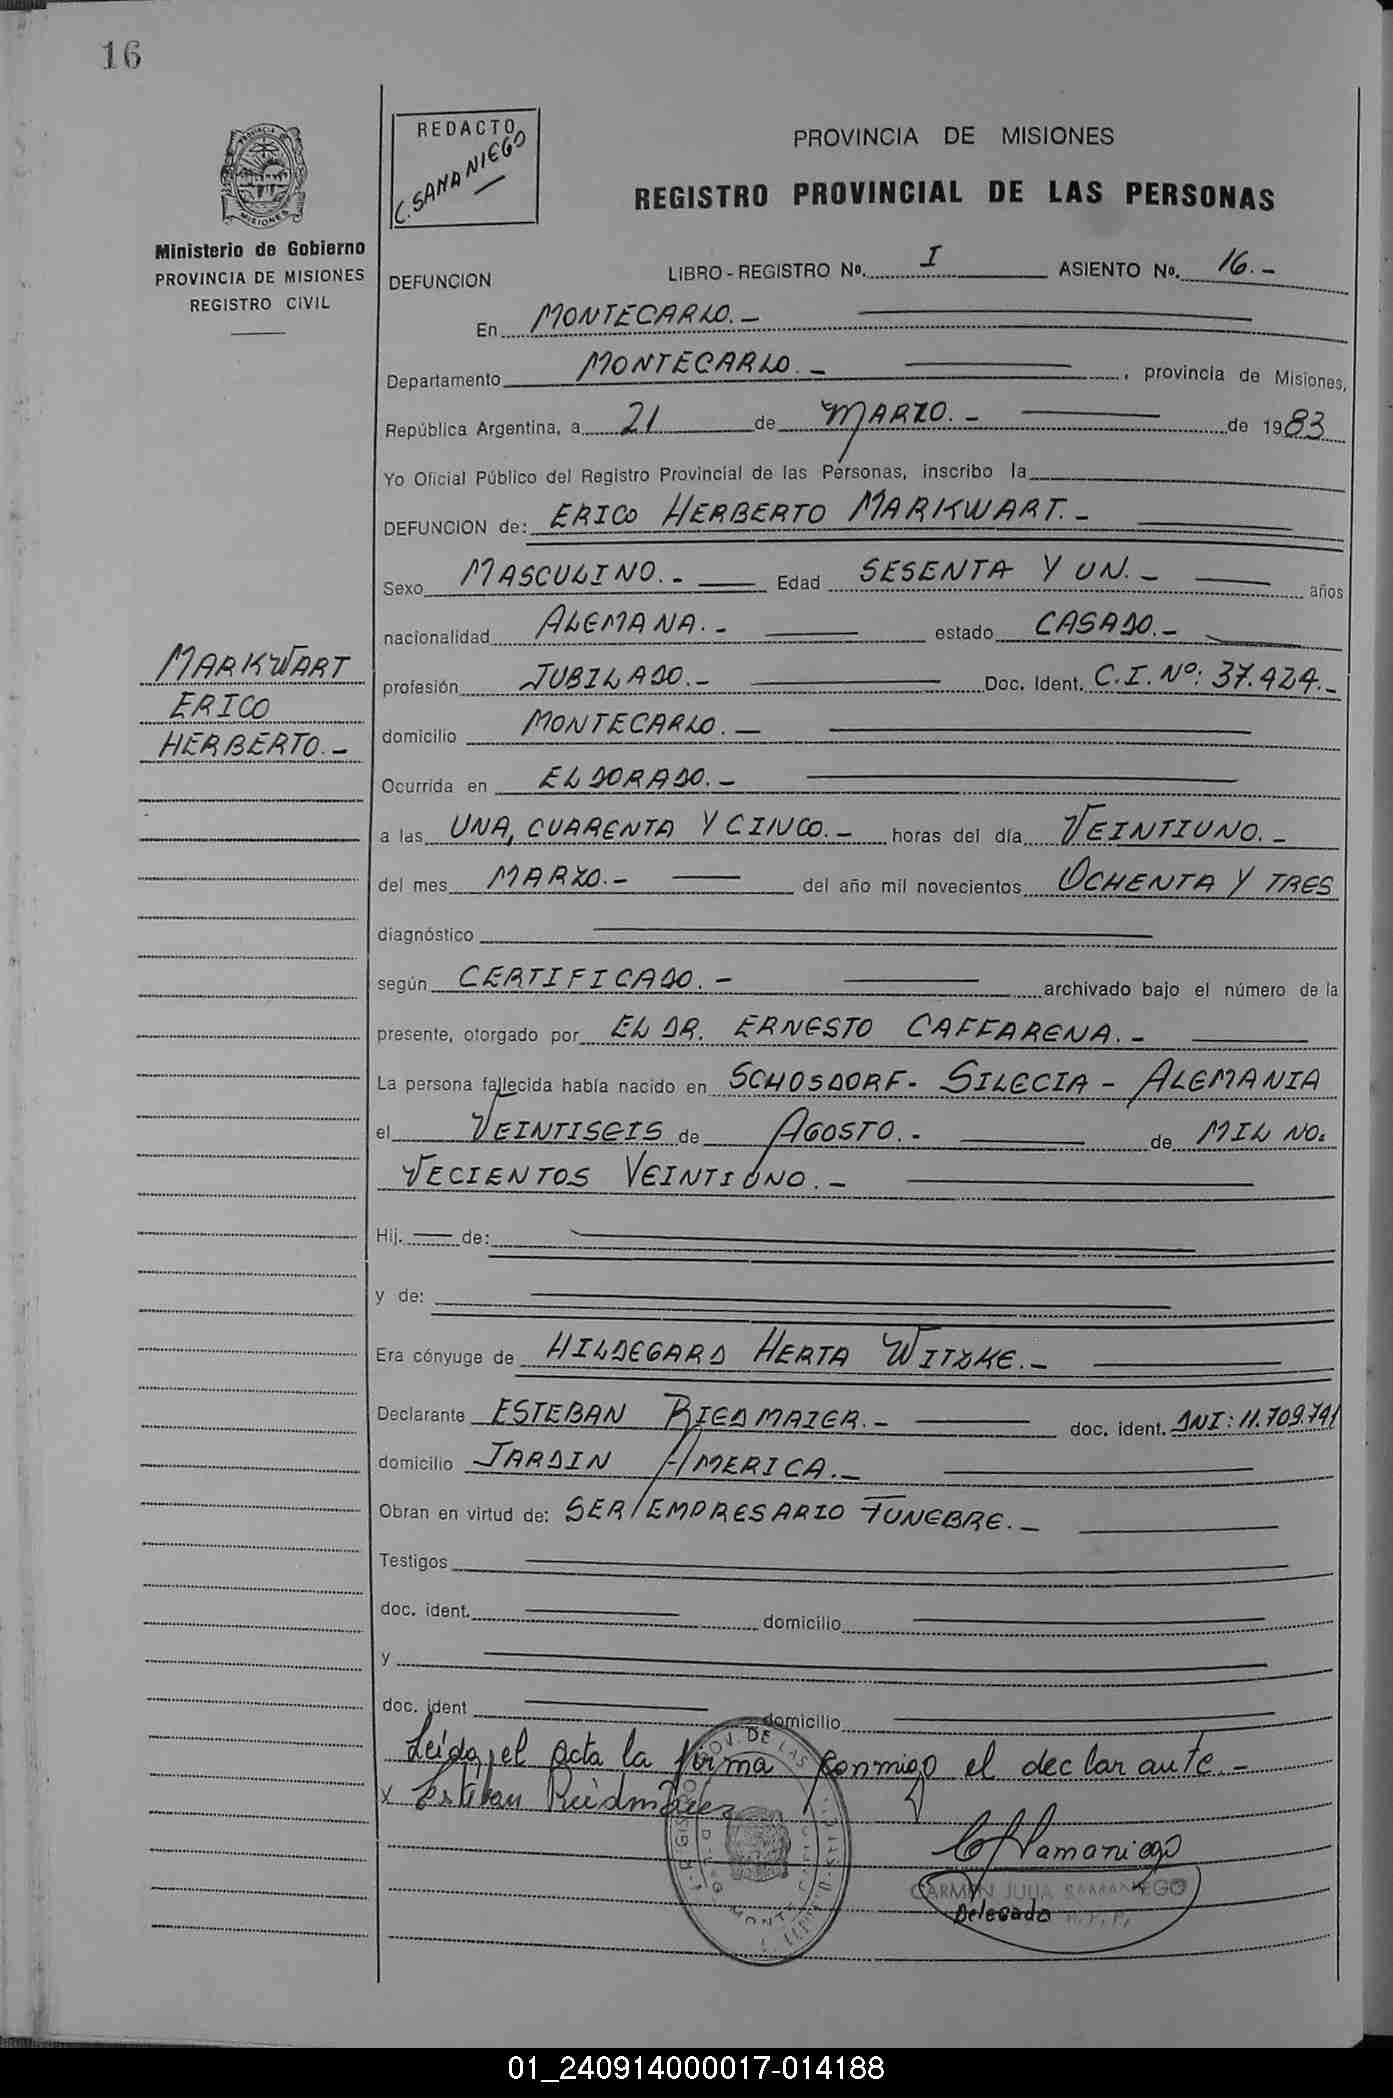 16
REDACTO
C. SAMANIEGO
PROVINCIA DE MISIONES
REGISTRO PROVINCIAL DE LAS PERSONAS
Ministerio de Gobierno
PROVINCIA DE MISIONES
REGISTRO CIVIL
DEFUNCION LIBRO - REGISTRO No. I ASIENTO No. 16.-
En MONTECARLO.-
Departamento MONTECARLO.- , provincia de Misiones,
República Argentina, a 21 de MARZO.- de 1983
Yo Oficial Público del Registro Provincial de las Personas, inscribo la
DEFUNCION de: ERICO HERBERTO MARKWART.-
Sexo MASCULINO.- Edad SESENTA Y UN.- años
nacionalidad ALEMANA.- estado CASADO.-
MARKWART
ERICO
HERBERTO.-
profesión JUBILADO.- Doc. Ident. C.I. Nº: 37.424.-
domicilio MONTECARLO.-
Ocurrida en ELDORADO.-
a las UNA, CUARENTA Y CINCO.- horas del día VEINTIUNO.-
del mes MARZO.- del año mil novecientos OCHENTA Y TRES
diagnóstico
según CERTIFICADO.- archivado bajo el número de la
presente, otorgado por EL DR. ERNESTO CAFFARENA.-
La persona fallecida había nacido en SCHOSDORF - SILECIA - ALEMANIA
el VEINTISEIS de AGOSTO.- de MIL NO.
VECIENTOS VEINTIUNO.-
Hij. de:
y de:
Era cónyuge de HILDEGARD HERTA WITZKE.-
Declarante ESTEBAN RIEDMAIER.- doc. ident. DNI: 11.709.741
domicilio JARDIN AMERICA.-
Obran en virtud de: SER/EMPRESARIO FUNEBRE.-
Testigos
doc. ident. domicilio
y
doc. ident domicilio
Leída el acta la firma conmigo el declarante.-
x Esteban
CARMEN JULIA SAMANIEGO
Delegado R.P.P.
01_240914000017-014188